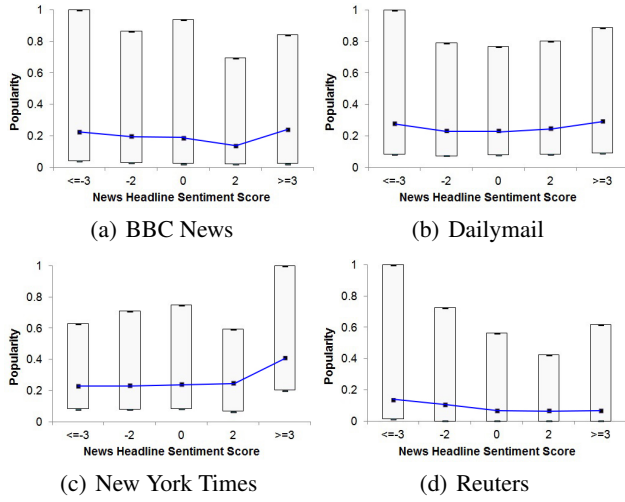 1
0.8
0.6
0.4
0.2
0
Popularity
<=-3 -2 0 2 >=3
News Headline Sentiment Score
(a) BBC News
1
0.8
0.6
0.4
0.2
0
Popularity
<=-3 -2 0 2 >=3
News Headline Sentiment Score
(b) Dailymail
1
0.8
0.6
0.4
0.2
0
Popularity
<=-3 -2 0 2 >=3
News Headline Sentiment Score
(c) New York Times
1
0.8
0.6
0.4
0.2
0
Popularity
<=-3 -2 0 2 >=3
News Headline Sentiment Score
(d) Reuters